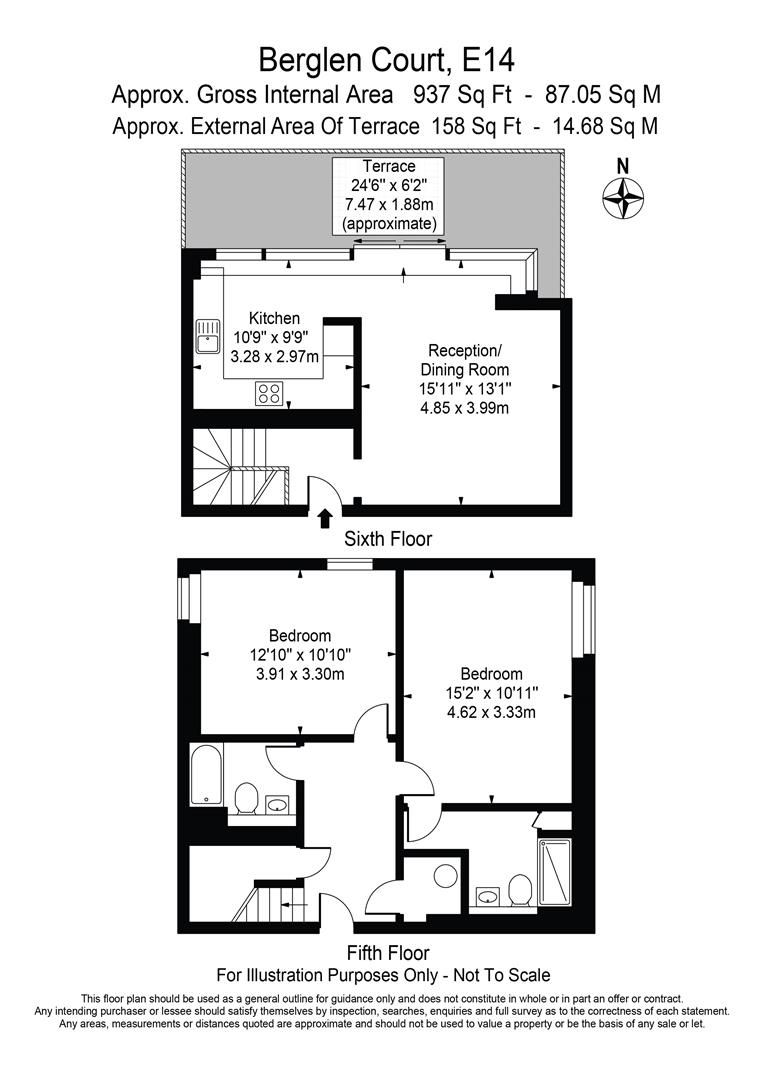 Berglen Court, E14
Approx. Gross Internal Area 937 Sq Ft - 87.05 Sq M
Approx. External Area Of Terrace 158 Sq Ft - 14.68 Sq M
Terrace
24'6" x 6'2"
7.47 x 1.88m
(approximate)
N
Kitchen
10'9" x 9'9"
3.28 x 2.97m
Reception/
Dining Room
15'11" x 13'1"
4.85 x 3.99m
Sixth Floor
Bedroom
12'10" x 10'10"
3.91 x 3.30m
Bedroom
15'2" x 10'11"
4.62 x 3.33m
Fifth Floor
For Illustration Purposes Only - Not To Scale
This floor plan should be used as a general outline for guidance only and does not constitute in whole or in part an offer or contract.
Any intending purchaser or lessee should satisfy themselves by inspection, searches, enquiries and full survey as to the correctness of each statement.
Any areas, measurements or distances quoted are approximate and should not be used to value a property or be the basis of any sale or let.